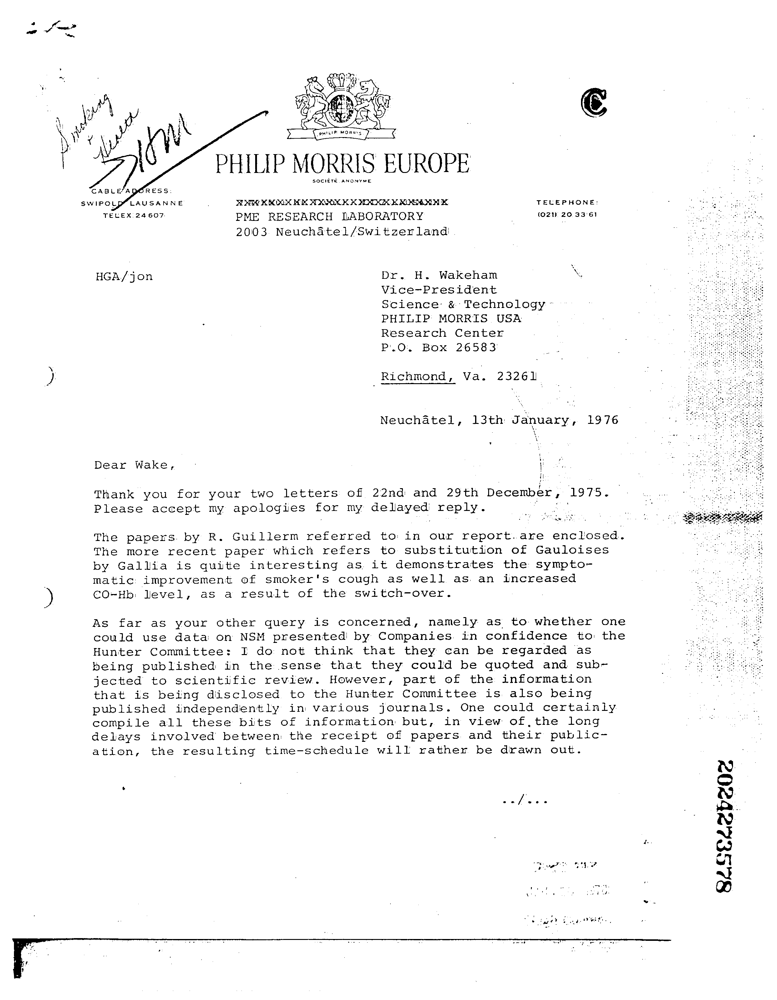 Smoking
+
Health
PHILIP MORRIS
PHILIP MORRIS EUROPE
SOCIÉTÉ ANONYME
CABLE ADDRESS:
SWIPOLP LAUSANNE
TELEX 24607
PME RESEARCH LABORATORY
2003 Neuchâtel/Switzerland
TELEPHONE:
(021) 20 33 61
HGA/jon
Dr. H. Wakeham
Vice-President
Science & Technology
PHILIP MORRIS USA
Research Center
P.O. Box 26583
Richmond, Va. 23261
Neuchâtel, 13th January, 1976
Dear Wake,
Thank you for your two letters of 22nd and 29th December, 1975.
Please accept my apologies for my delayed reply.
The papers by R. Guillerm referred to in our report are enclosed.
The more recent paper which refers to substitution of Gauloises
by Gallia is quite interesting as it demonstrates the sympto-
matic improvement of smoker's cough as well as an increased
CO-Hb level, as a result of the switch-over.
As far as your other query is concerned, namely as to whether one
could use data on NSM presented by Companies in confidence to the
Hunter Committee: I do not think that they can be regarded as
being published in the sense that they could be quoted and sub-
jected to scientific review. However, part of the information
that is being disclosed to the Hunter Committee is also being
published independently in various journals. One could certainly
compile all these bits of information but, in view of the long
delays involved between the receipt of papers and their public-
ation, the resulting time-schedule will rather be drawn out.
../...
2024273578